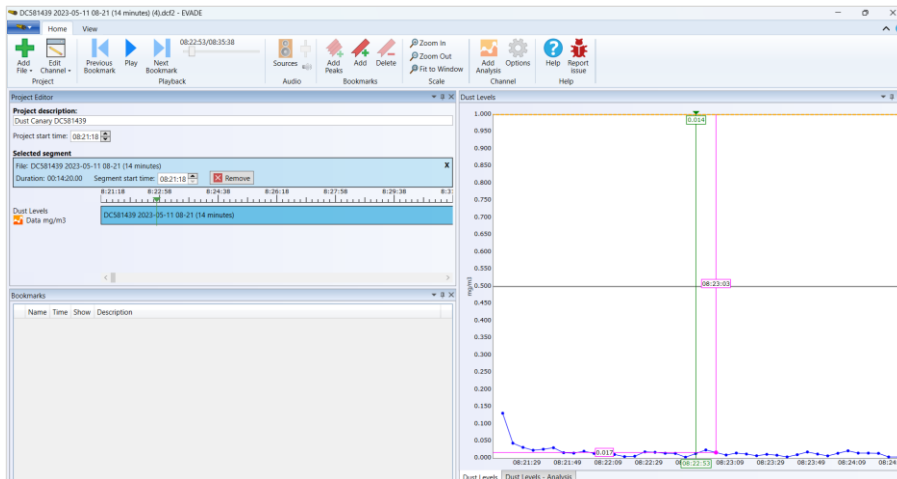 DC581439 2023-05-11 08-21 (14 minutes) (4).dcf2 - EVADE
Home View
Add File
Edit Channel
Project
Previous Bookmark
Play
Next Bookmark
08:22:53/08:35:38
Playback
Sources
Audio
Add Peaks
Add
Delete
Bookmarks
Zoom In
Zoom Out
Fit to Window
Scale
Add Analysis
Options
Channel
Help
Report issue
Help
Project Editor
Project description:
Dust Canary DC581439
Project start time: 08:21:18
Selected segment
File: DC581439 2023-05-11 08-21 (14 minutes) X
Duration: 00:14:20.00 Segment start time: 08:21:18 Remove
8:21:18 8:22:58 8:24:38 8:26:18 8:27:58 8:29:38 8:31
Dust Levels
Data mg/m3
DC581439 2023-05-11 08-21 (14 minutes)
Bookmarks
Name Time Show Description
Dust Levels
1.000
0.950
0.900
0.850
0.800
0.750
0.700
0.650
0.600
0.550
0.500
0.450
0.400
0.350
0.300
0.250
0.200
0.150
0.100
0.050
0.000
mg/m3
0.014
08:23:03
0.017
08:21:29 08:21:49 08:22:09 08:22:29 08:22:53 08:23:09 08:23:29 08:23:49 08:24:09 08:24
Dust Levels Dust Levels - Analysis